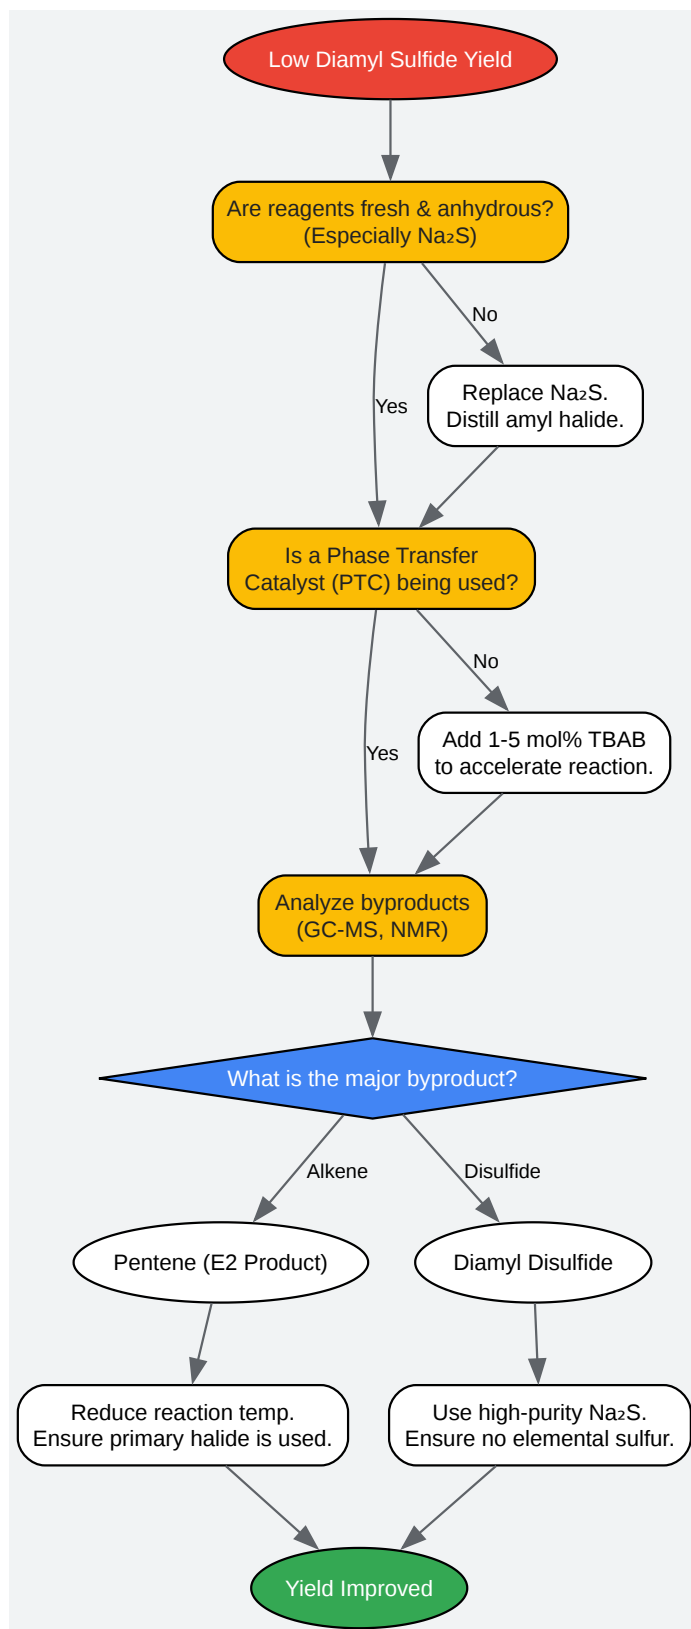 Low Diamyl Sulfide Yield
Are reagents fresh & anhydrous?
(Especially Na₂S)
No
Replace Na₂S.
Distill amyl halide.
Yes
Is a Phase Transfer
Catalyst (PTC) being used?
No
Add 1-5 mol% TBAB
to accelerate reaction.
Yes
Analyze byproducts
(GC-MS, NMR)
What is the major byproduct?
Alkene
Disulfide
Pentene (E2 Product)
Diamyl Disulfide
Reduce reaction temp.
Ensure primary halide is used.
Use high-purity Na₂S.
Ensure no elemental sulfur.
Yield Improved